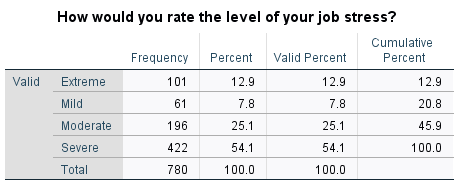 How would you rate the level of your job stress?
Frequency Percent Valid Percent Cumulative Percent
Valid Extreme 101 12.9 12.9 12.9
Mild 61 7.8 7.8 20.8
Moderate 196 25.1 25.1 45.9
Severe 422 54.1 54.1 100.0
Total 780 100.0 100.0